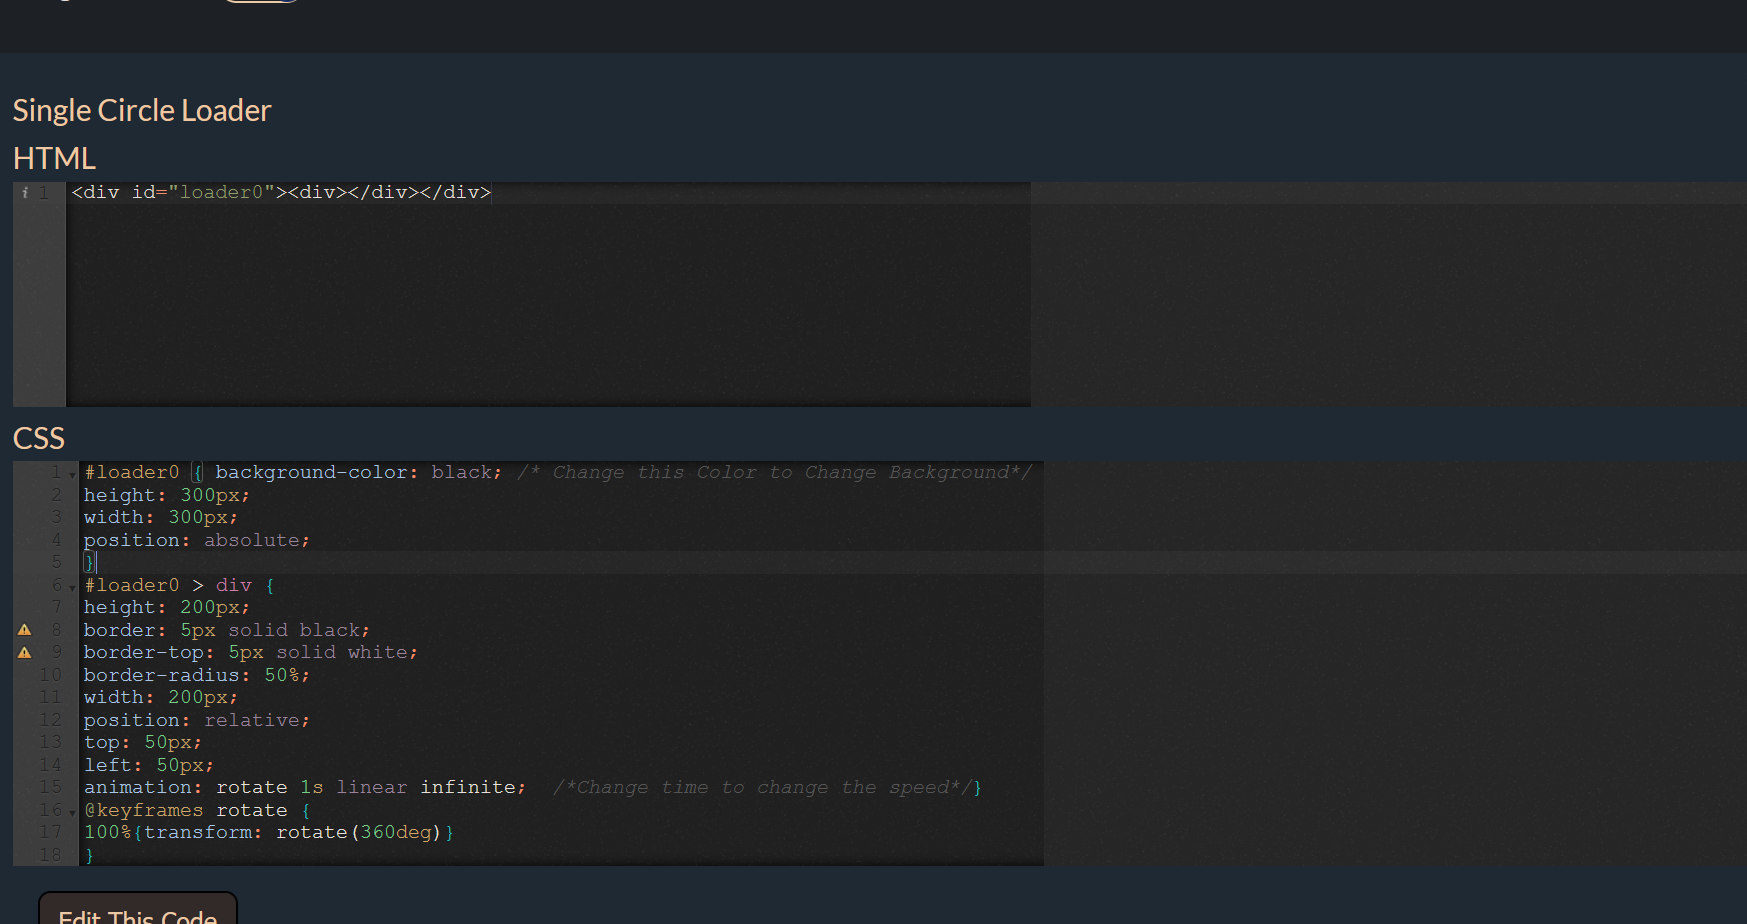 Single Circle Loader
HTML
1 <div id="loader0"><div></div></div>
CSS
1 #loader0 { background-color: black; /* Change this Color to Change Background*/
2 height: 300px;
3 width: 300px;
4 position: absolute;
5 }
6 #loader0 > div {
7 height: 200px;
8 border: 5px solid black;
9 border-top: 5px solid white;
10 border-radius: 50%;
11 width: 200px;
12 position: relative;
13 top: 50px;
14 left: 50px;
15 animation: rotate 1s linear infinite;  /*Change time to change the speed*/}
16 @keyframes rotate {
17 100%{transform: rotate(360deg)}
18 }
Edit This Code